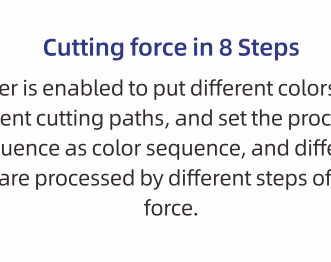 Cutting force in 8 Steps
er is enabled to put different colors
ent cutting paths, and set the proc
uence as color sequence, and diffe
are processed by different steps of
force.